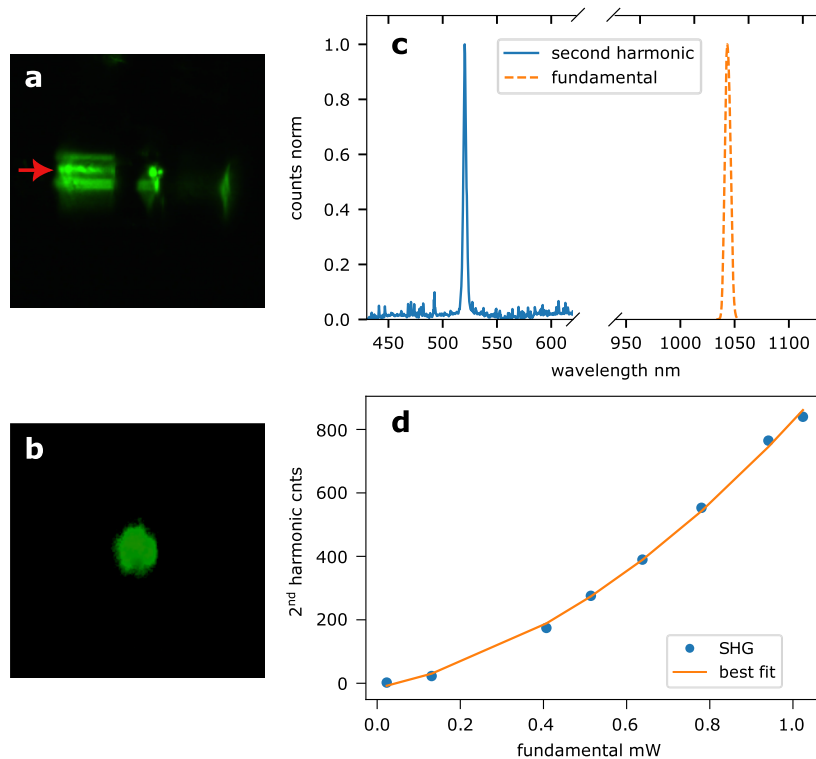 a
c
second harmonic
fundamental
1.0
0.8
0.6
0.4
0.2
0.0
counts norm
450
500
550
600
950
1000
1050
1100
wavelength nm
b
d
800
600
400
200
0
2nd harmonic cnts
SHG
best fit
0.0
0.2
0.4
0.6
0.8
1.0
fundamental mW